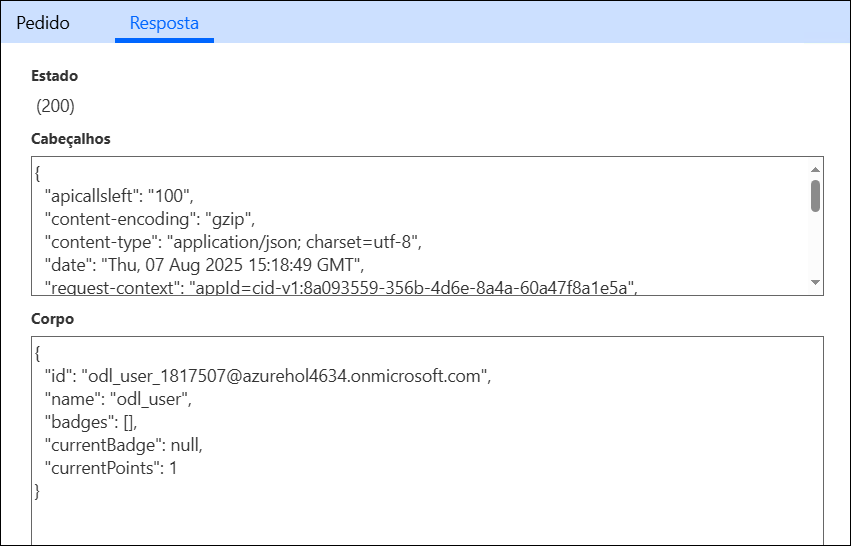 Pedido Resposta
Estado
(200)
Cabeçalhos
{
"apicallsleft": "100",
"content-encoding": "gzip",
"content-type": "application/json; charset=utf-8",
"date": "Thu, 07 Aug 2025 15:18:49 GMT",
"request-context": "appId=cid-v1:8a093559-356b-4d6e-8a4a-60a47f8a1e5a",
Corpo
{
"id": "odl_user_1817507@azurehol4634.onmicrosoft.com",
"name": "odl_user",
"badges": [],
"currentBadge": null,
"currentPoints": 1
}